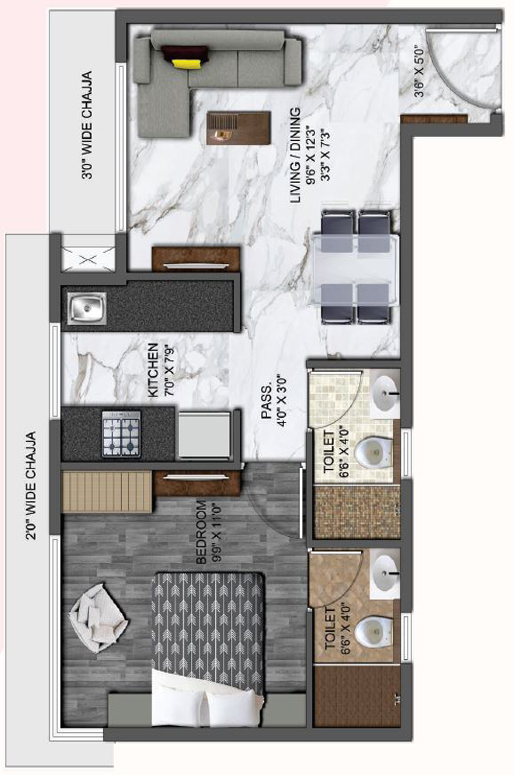 3'0" WIDE CHAJJA
3'6" X 5'0"
LIVING / DINING
9'6" X 12'3"
3'3" X 7'3"
KITCHEN
7'0" X 7'9"
PASS.
4'0" X 3'0"
TOILET
6'6" X 4'0"
2'0" WIDE CHAJJA
BEDROOM
9'9" X 11'0"
TOILET
6'6" X 4'0"